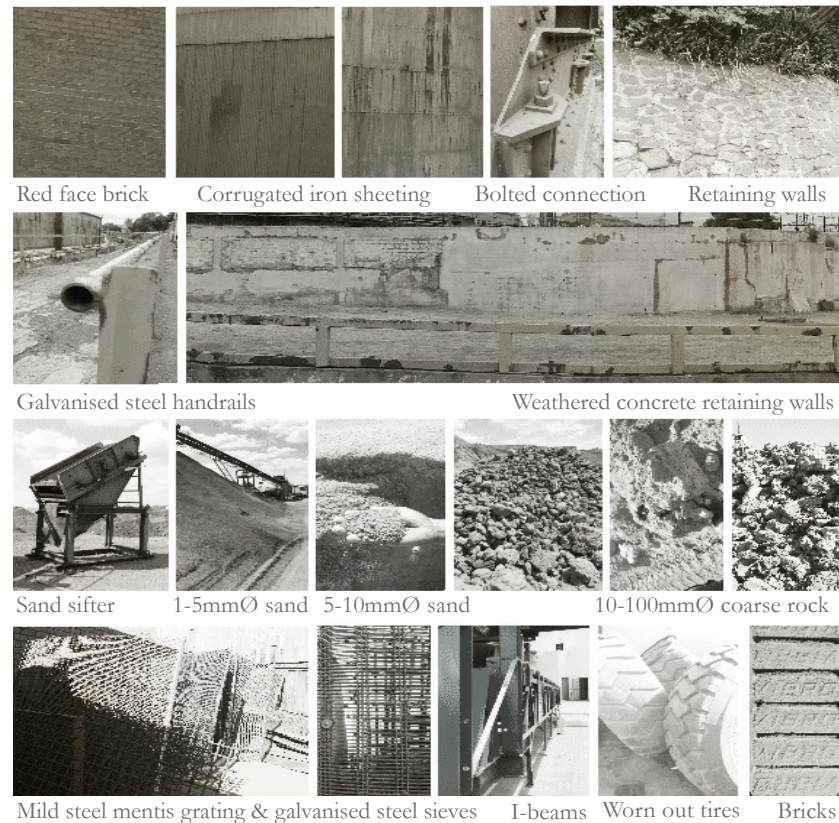 Red face brick Corrugated iron sheeting Bolted connection Retaining walls
Galvanised steel handrails Weathered concrete retaining walls
Sand sifter 1-5mmØ sand 5-10mmØ sand 10-100mmØ coarse rock
Mild steel mentis grating & galvanised steel sieves I-beams Worn out tires Bricks